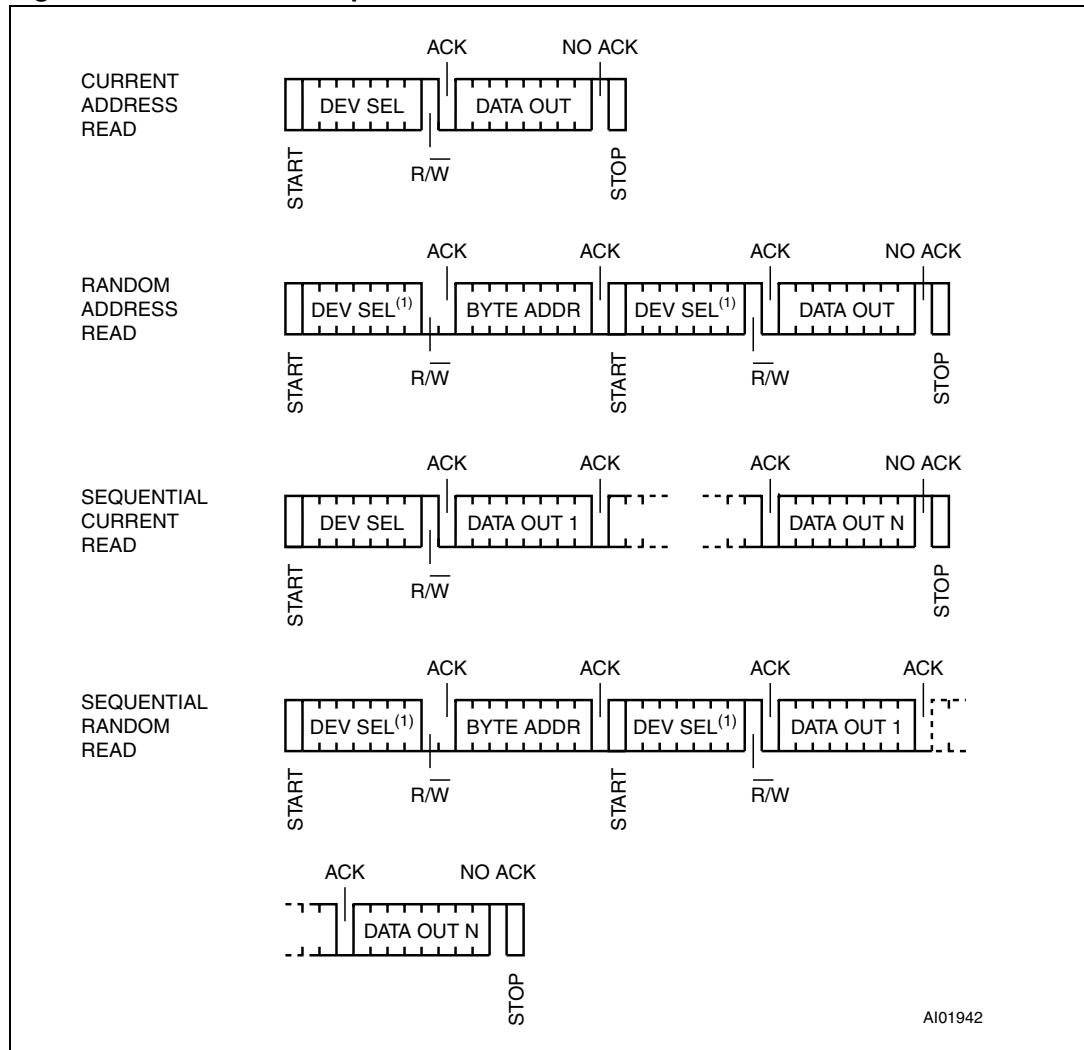 ACK NO ACK
CURRENT
ADDRESS
READ
DEV SEL DATA OUT
START R/W̅ STOP
ACK ACK ACK NO ACK
RANDOM
ADDRESS
READ
DEV SEL(1) BYTE ADDR DEV SEL(1) DATA OUT
START R/W̅ START R̅/W STOP
ACK ACK ACK NO ACK
SEQUENTIAL
CURRENT
READ
DEV SEL DATA OUT 1 DATA OUT N
START R/W̅ STOP
ACK ACK ACK ACK
SEQUENTIAL
RANDOM
READ
DEV SEL(1) BYTE ADDR DEV SEL(1) DATA OUT 1
START R/W̅ START R̅/W
ACK NO ACK
DATA OUT N
STOP
AI01942